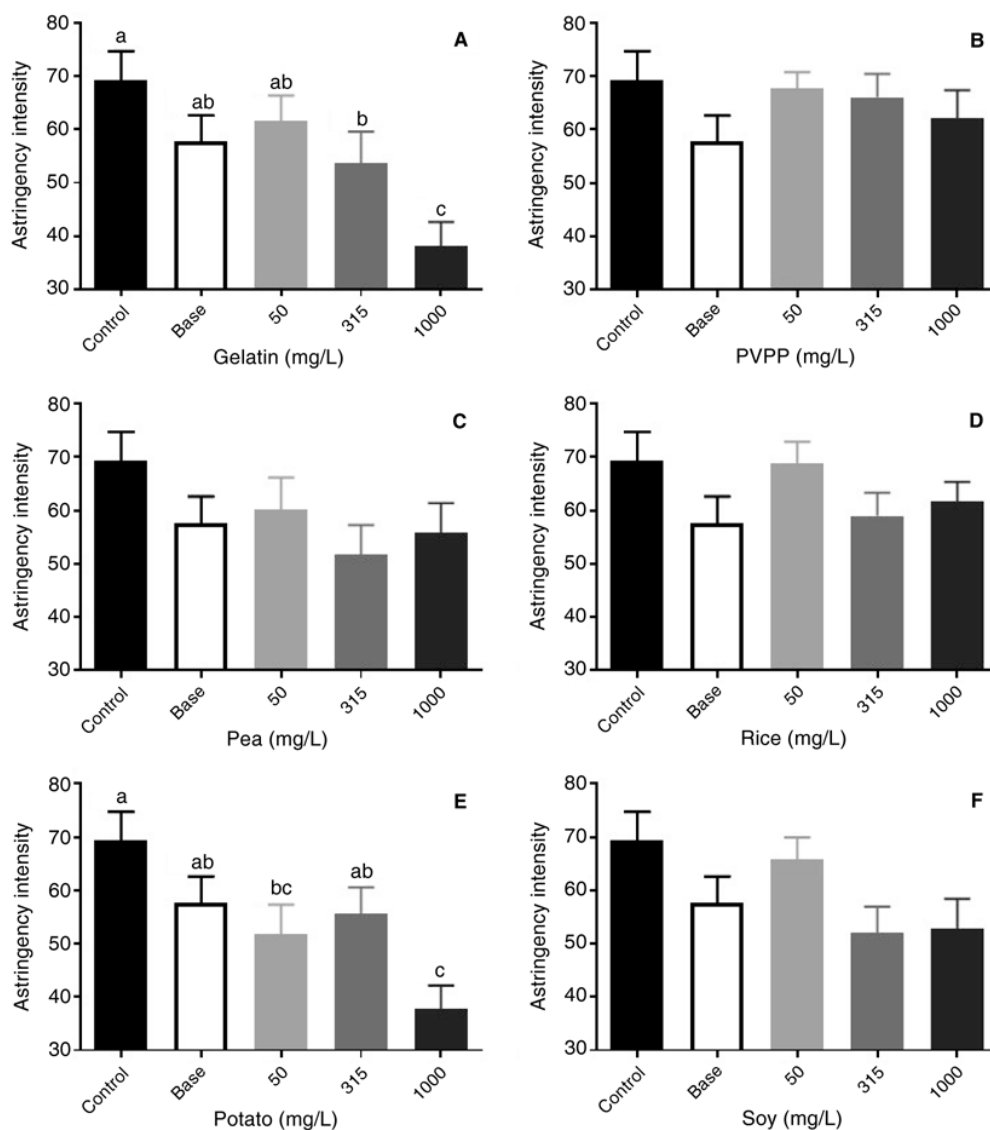 A
Astringency intensity
80
70
60
50
40
30
a
ab
ab
b
c
Control
Base
50
315
1000
Gelatin (mg/L)
B
Astringency intensity
80
70
60
50
40
30
Control
Base
50
315
1000
PVPP (mg/L)
C
Astringency intensity
80
70
60
50
40
30
Control
Base
50
315
1000
Pea (mg/L)
D
Astringency intensity
80
70
60
50
40
30
Control
Base
50
315
1000
Rice (mg/L)
E
Astringency intensity
80
70
60
50
40
30
a
ab
bc
ab
c
Control
Base
50
315
1000
Potato (mg/L)
F
Astringency intensity
80
70
60
50
40
30
Control
Base
50
315
1000
Soy (mg/L)